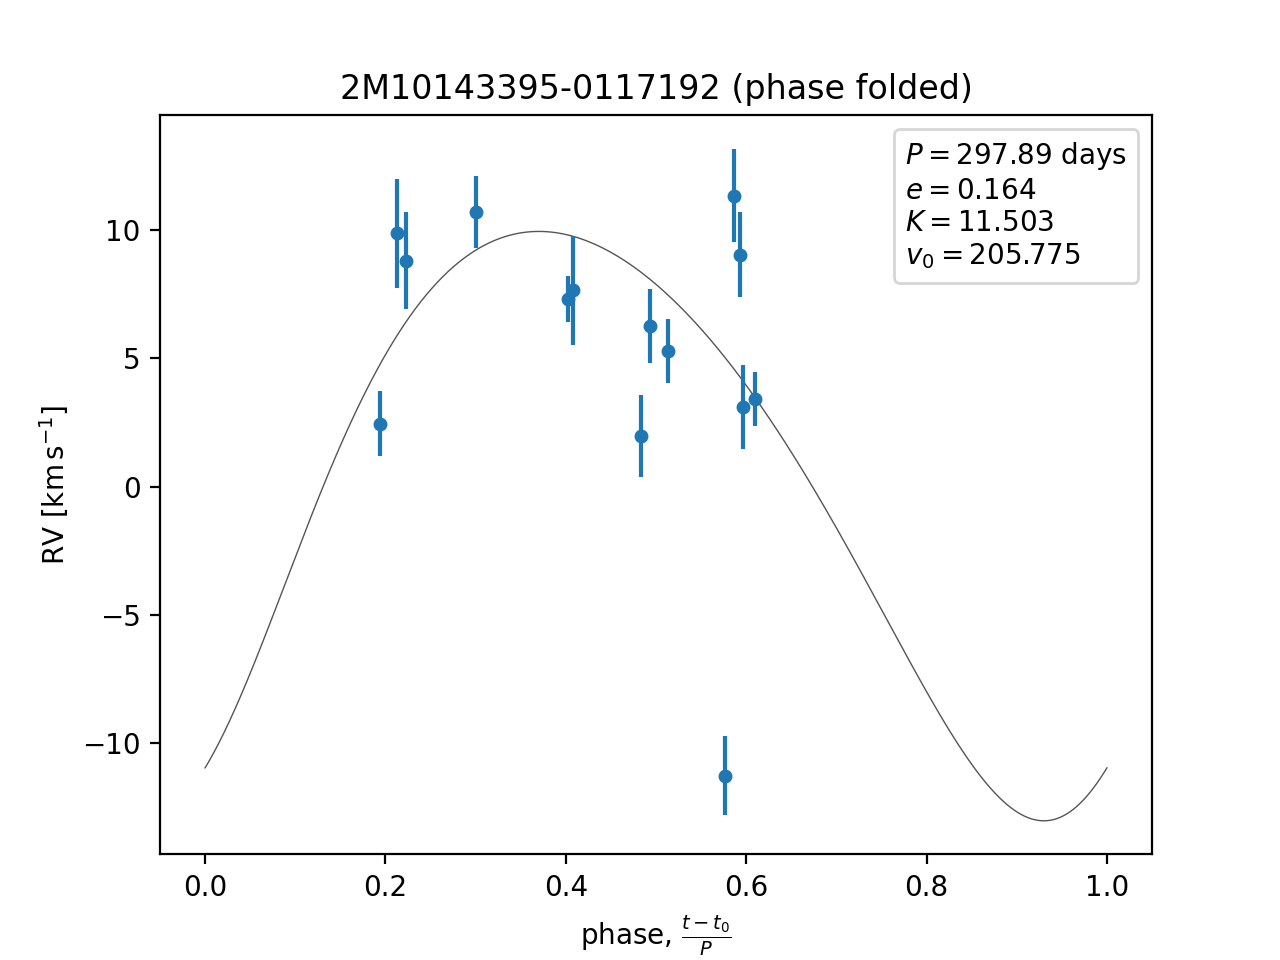 2M10143395-0117192 (phase folded)
P = 297.89 days
e = 0.164
K = 11.503
v₀ = 205.775
RV [km s⁻¹]
10
5
0
−5
−10
0.0 0.2 0.4 0.6 0.8 1.0
phase, (t − t₀)/P